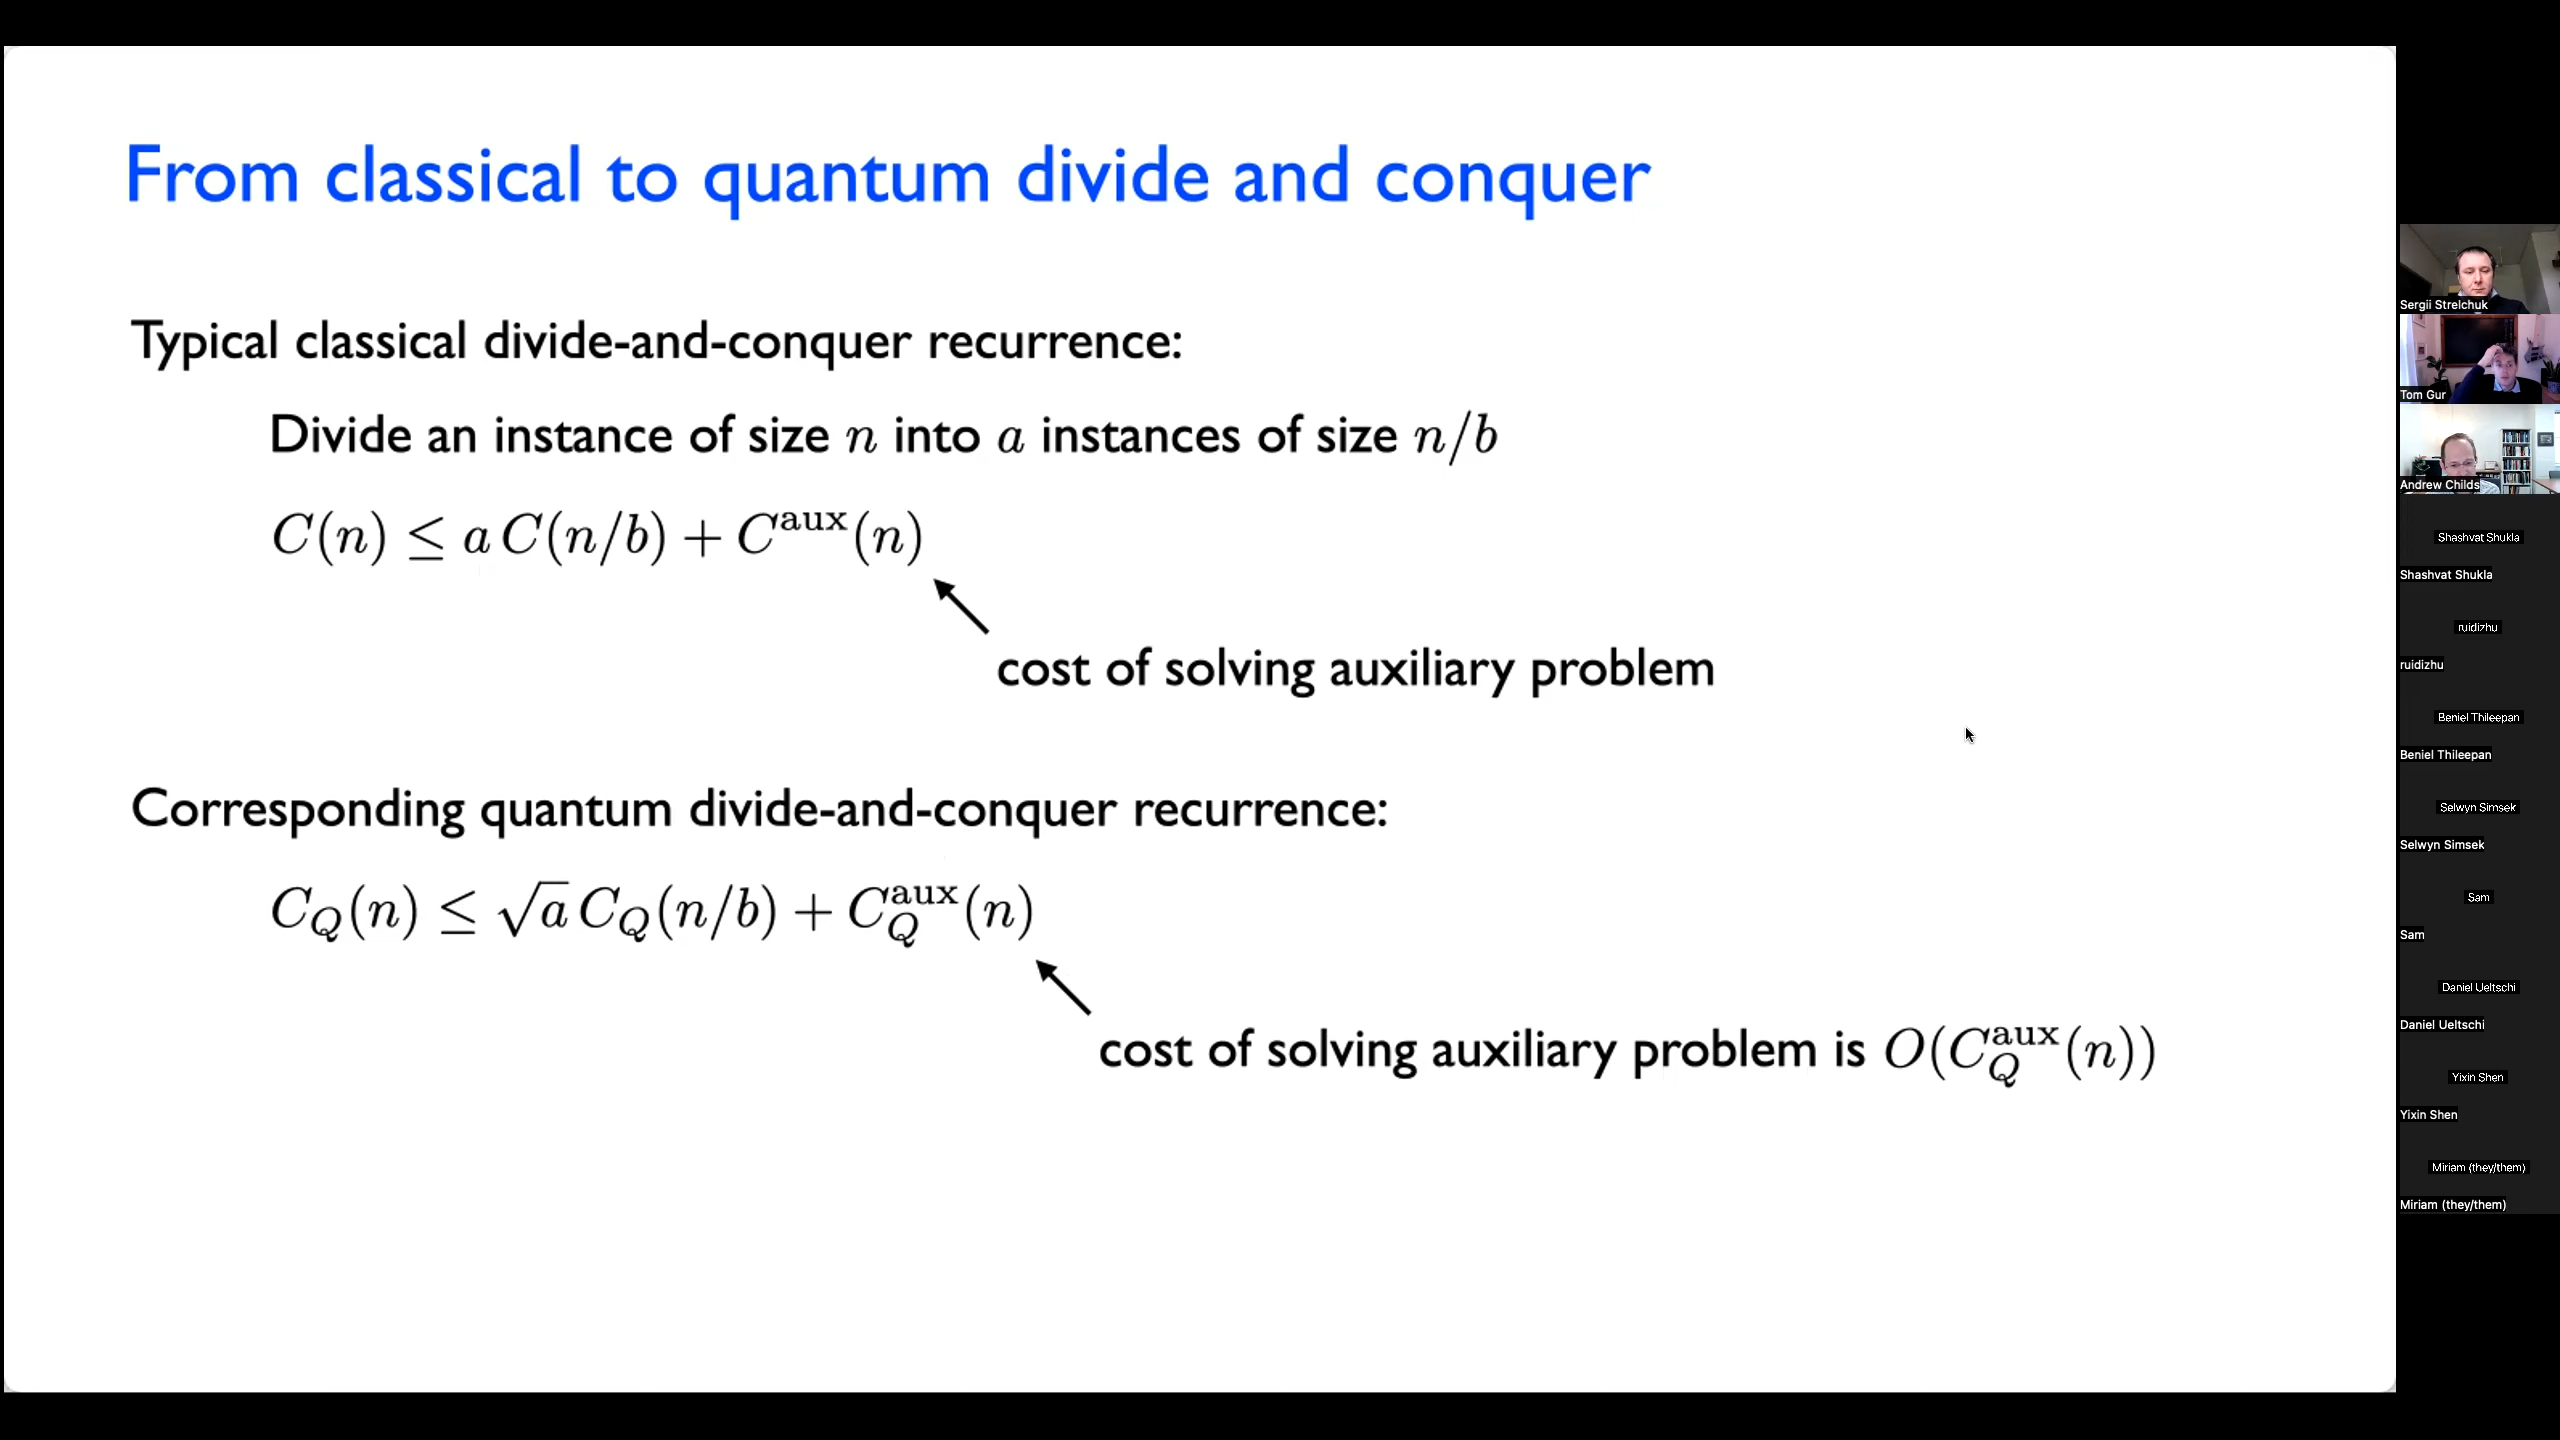 From classical to quantum divide and conquer
Typical classical divide-and-conquer recurrence:
Divide an instance of size n into a instances of size n/b
C(n) ≤ a C(n/b) + C^aux(n)
cost of solving auxiliary problem
Corresponding quantum divide-and-conquer recurrence:
C_Q(n) ≤ √a C_Q(n/b) + C_Q^aux(n)
cost of solving auxiliary problem is O(C_Q^aux(n))
Sergii Strelchuk
Tom Gur
Andrew Childs
Shashvat Shukla
Shashvat Shukla
ruidizhu
ruidizhu
Beniel Thileepan
Beniel Thileepan
Selwyn Simsek
Selwyn Simsek
Sam
Sam
Daniel Ueltschi
Daniel Ueltschi
Yixin Shen
Yixin Shen
Miriam (they/them)
Miriam (they/them)